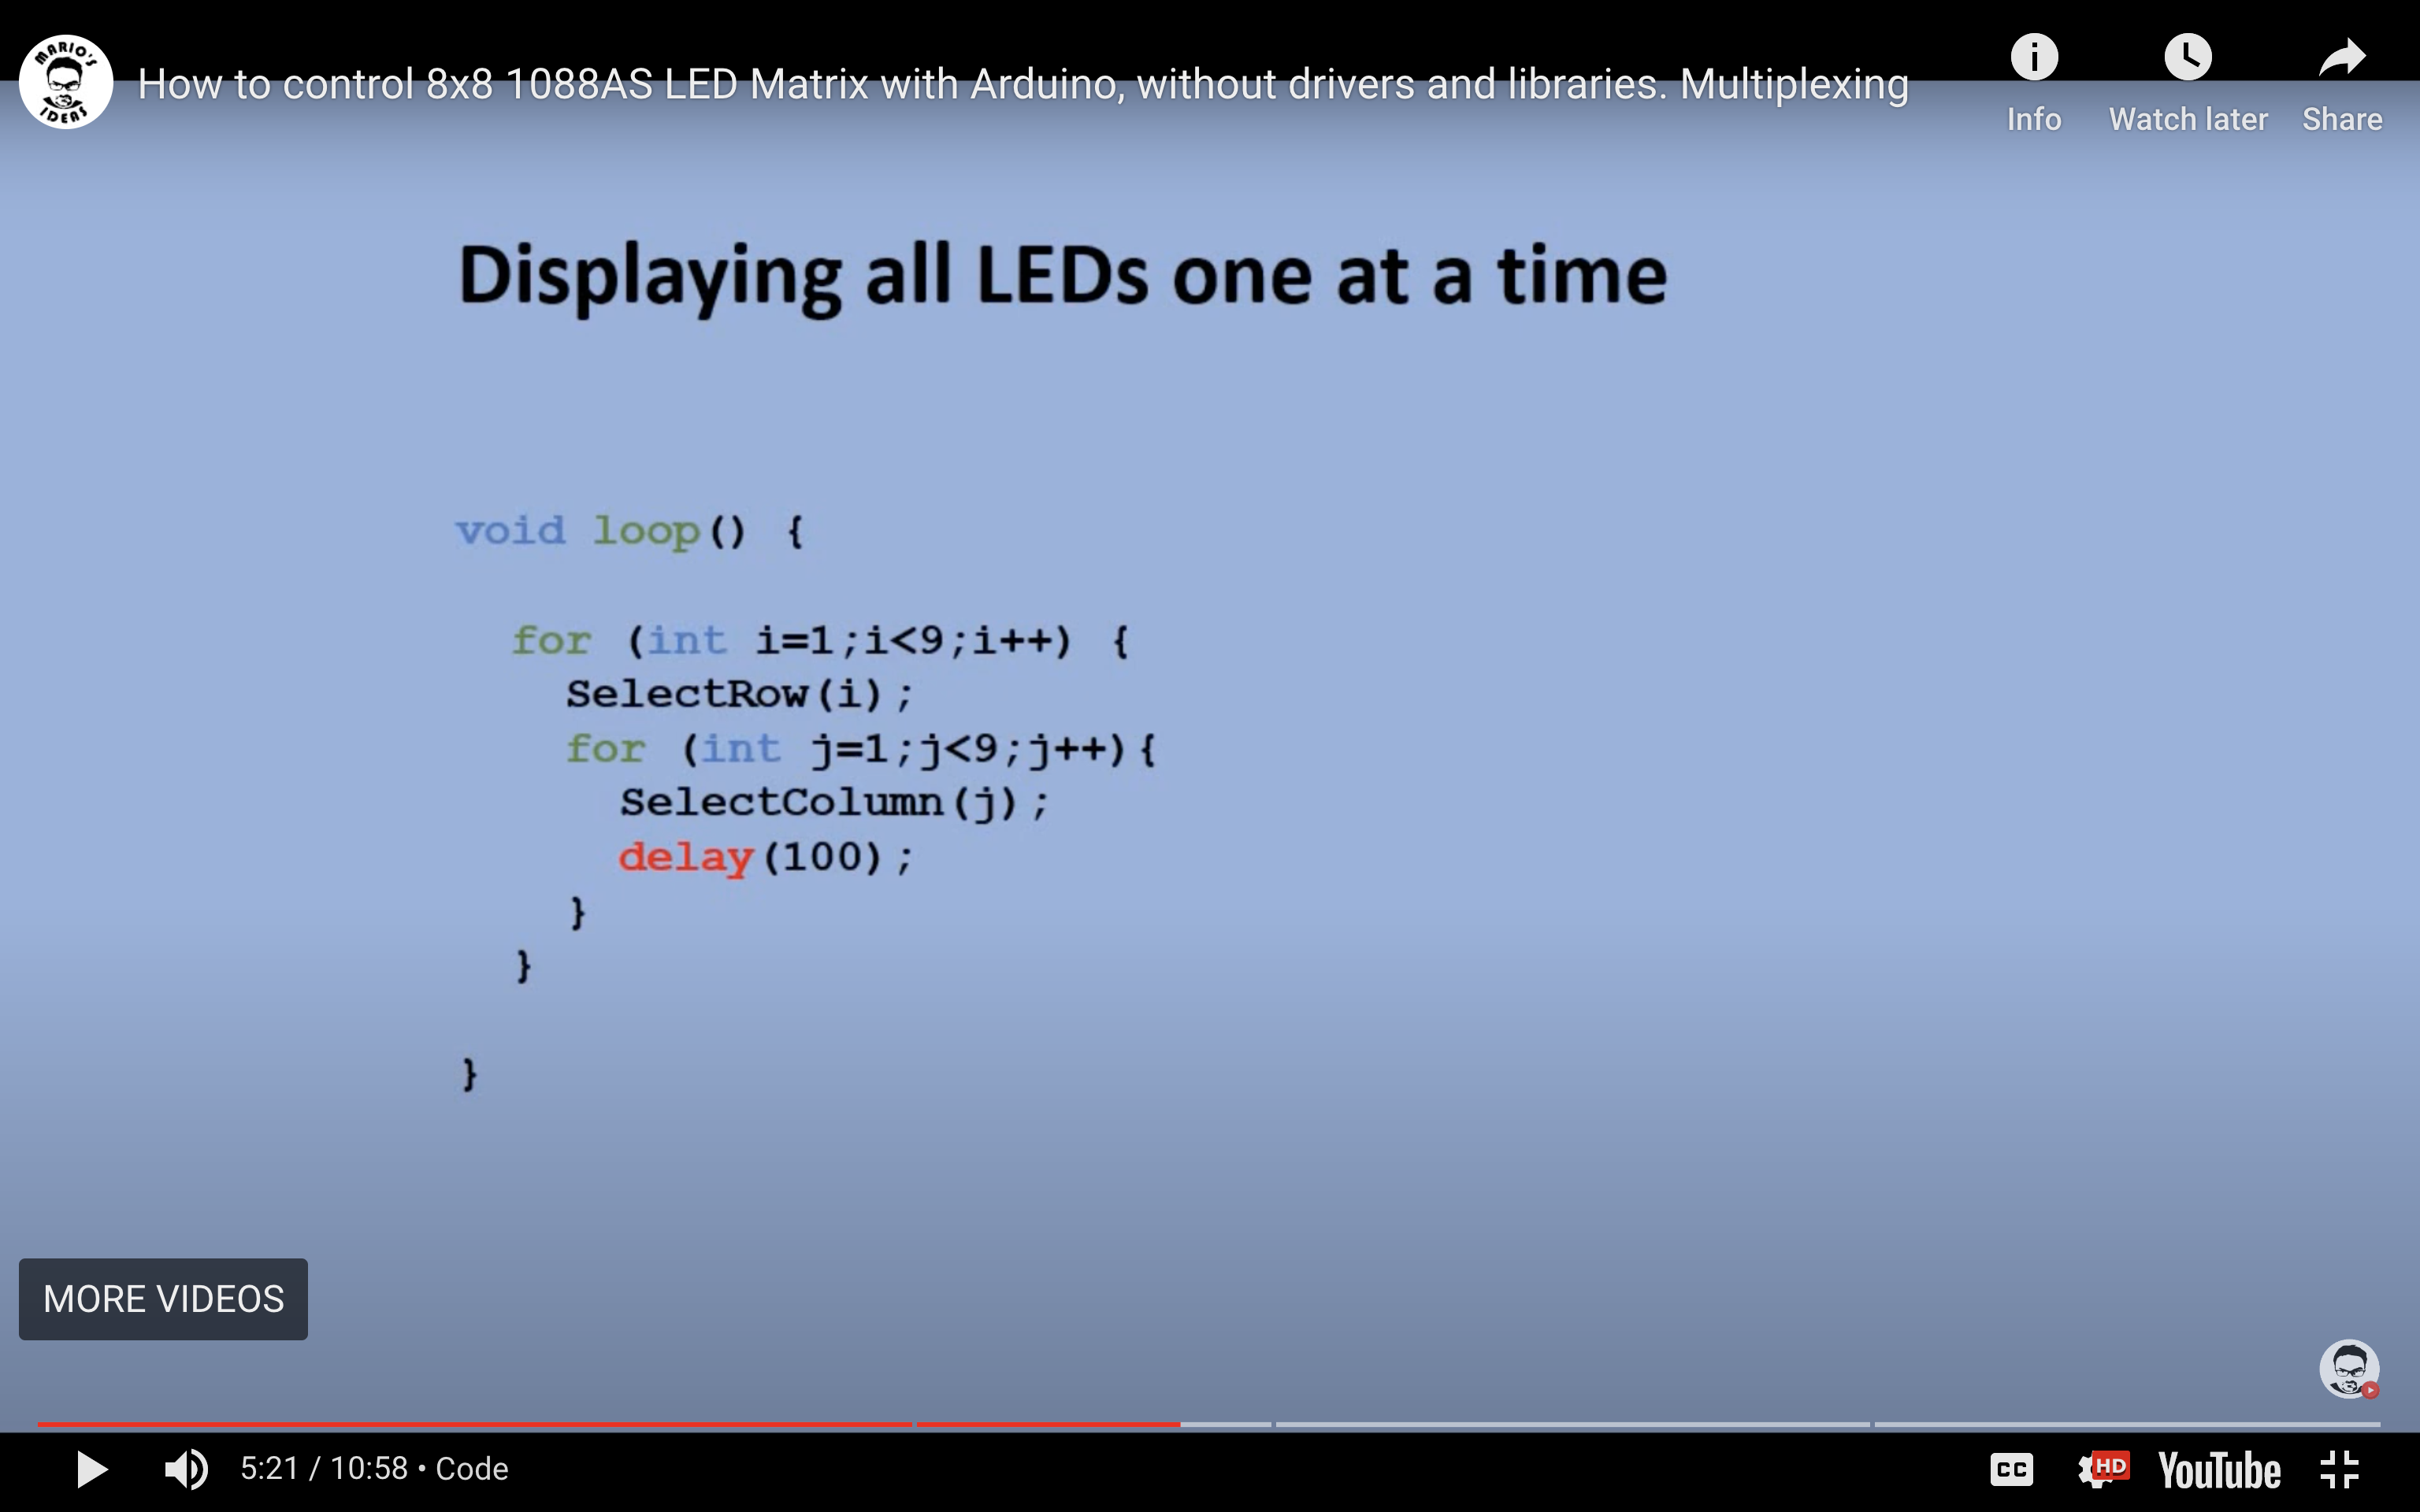 MARIO'S
IDEAS
How to control 8x8 1088AS LED Matrix with Arduino, without drivers and libraries. Multiplexing
Info
Watch later
Share
Displaying all LEDs one at a time
void loop() {
for (int i=1;i<9;i++) {
SelectRow(i);
for (int j=1;j<9;j++){
SelectColumn(j);
delay(100);
}
}
}
MORE VIDEOS
5:21 / 10:58 • Code
CC
HD
YouTube